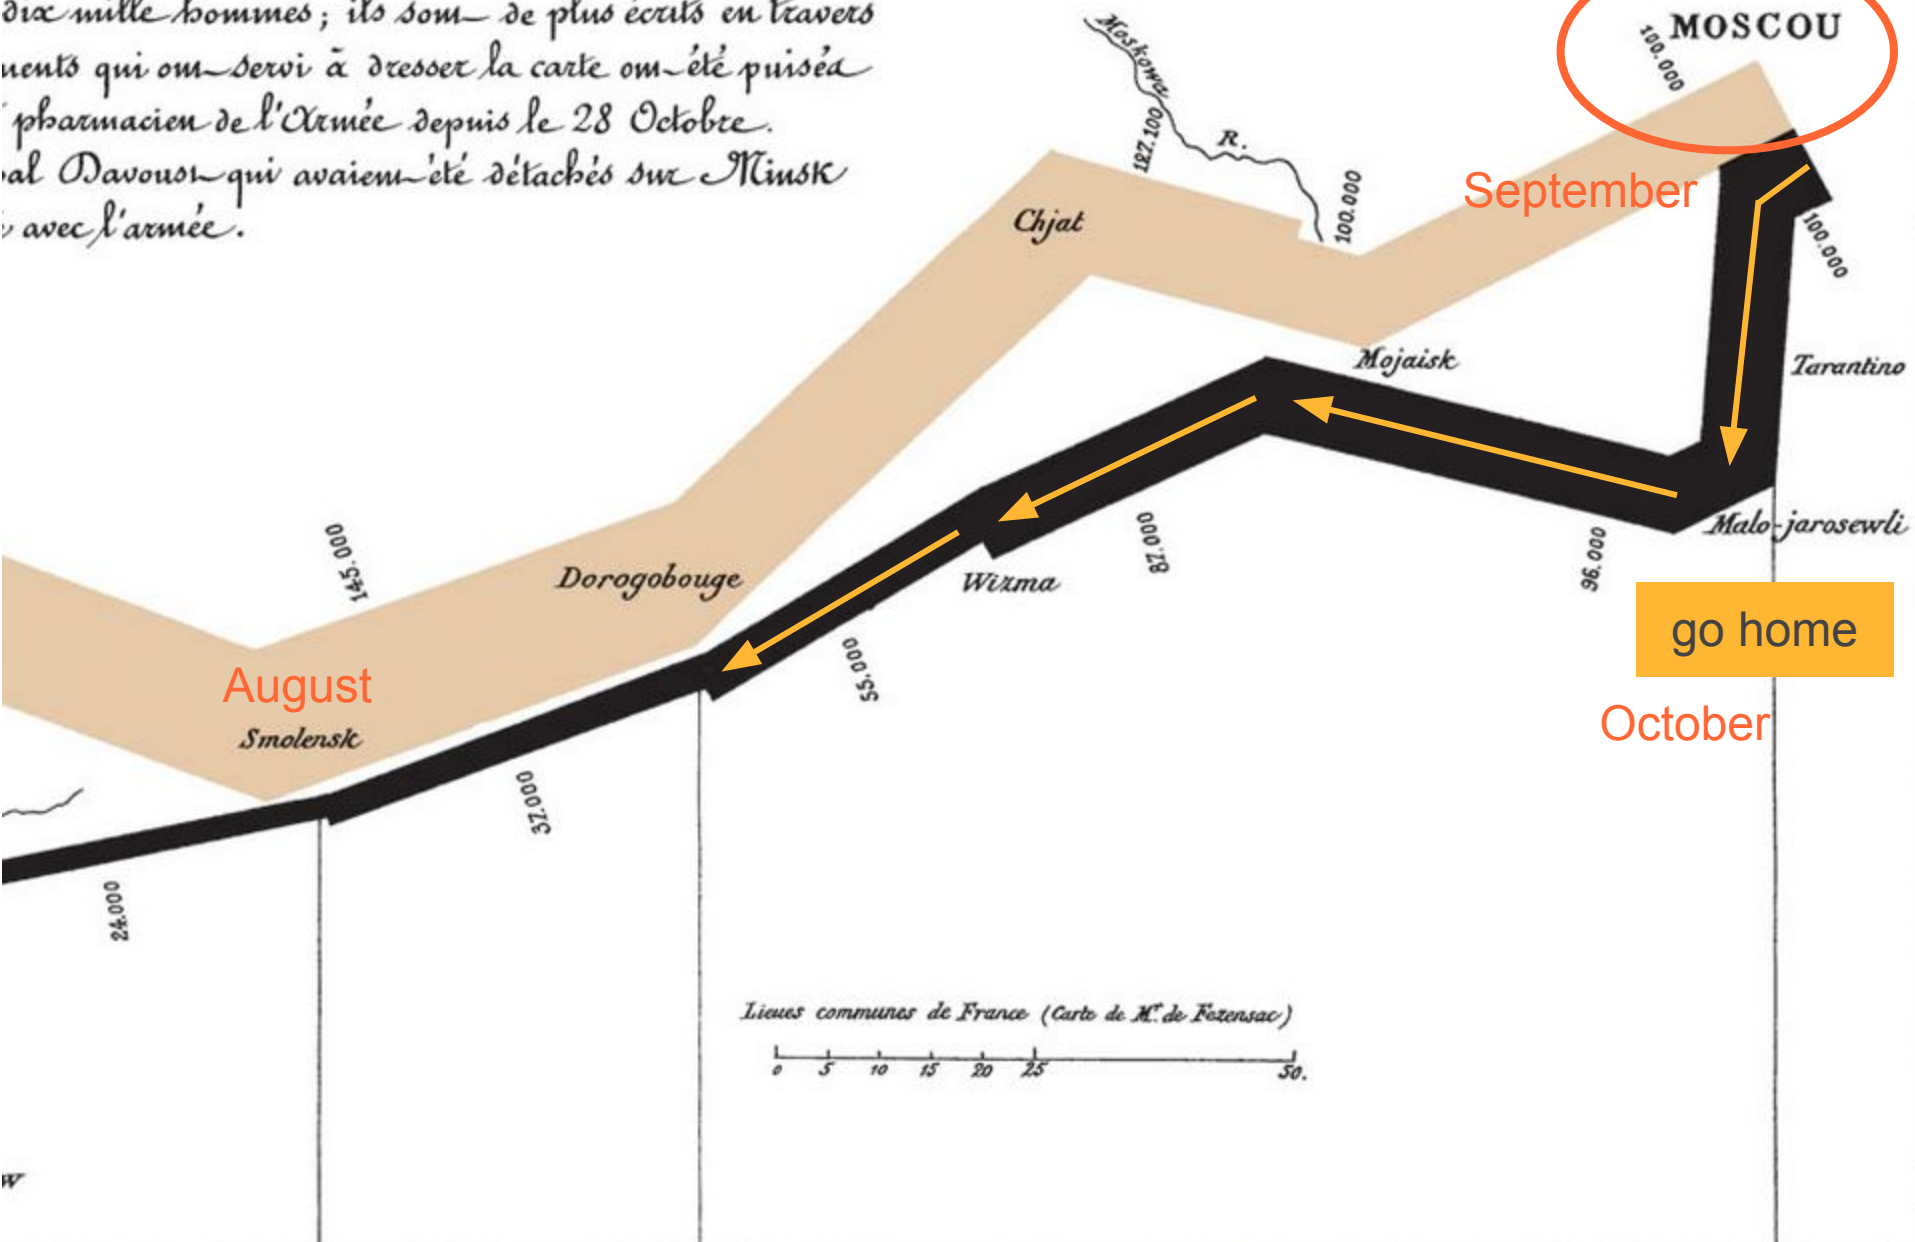 dix mille hommes; ils sont de plus écrits en travers
ments qui ont servi à dresser la carte ont été puisés
pharmacien de l'Armée depuis le 28 Octobre.
al Davoust qui avaient été détachés sur Minsk
avec l'armée.
MOSCOU
100.000
Moskowa
R.
127.100
100.000
September
Chjat
100.000
Mojaisk
Tarantino
145.000
Dorogobouge
Wizma
87.000
96.000
Malo-jarosewli
go home
August
Smolensk
55.000
October
37.000
24.000
Lieues communes de France (Carte de Mr. de Fezensac)
0 5 10 15 20 25 50.
w